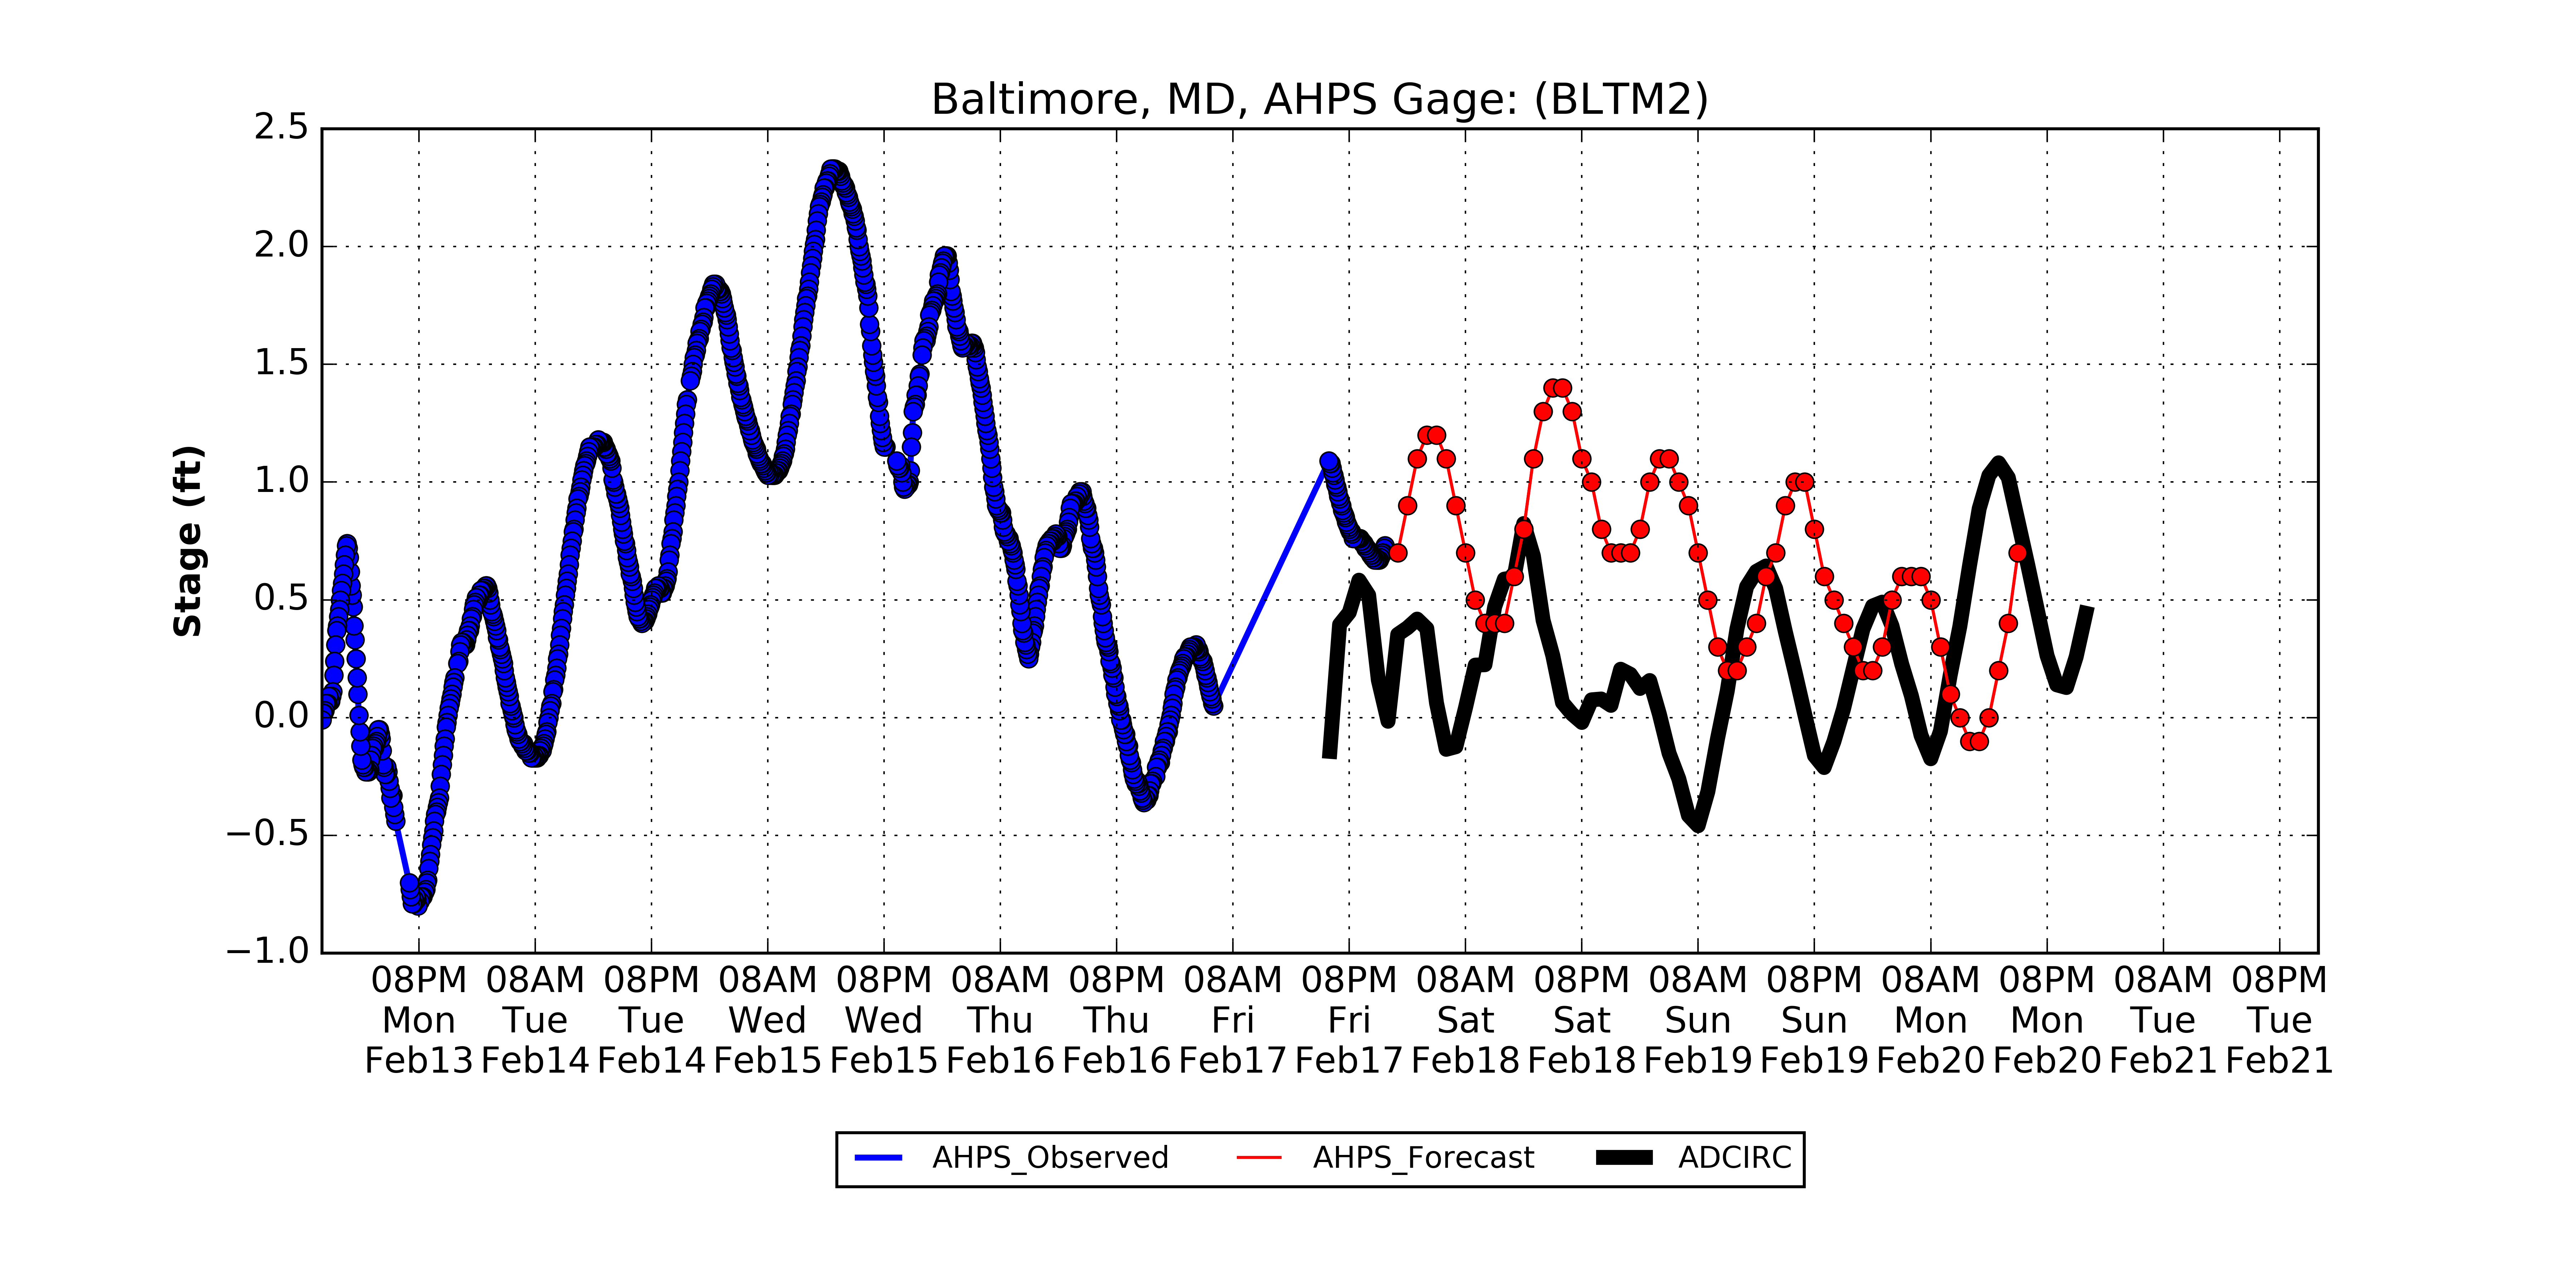 Baltimore, MD, AHPS Gage: (BLTM2)
Stage (ft)
2.5
2.0
1.5
1.0
0.5
0.0
−0.5
−1.0
08PM 08AM 08PM 08AM 08PM 08AM 08PM 08AM 08PM 08AM 08PM 08AM 08PM 08AM 08PM 08AM 08PM
Mon Tue Tue Wed Wed Thu Thu Fri Fri Sat Sat Sun Sun Mon Mon Tue Tue
Feb13 Feb14 Feb14 Feb15 Feb15 Feb16 Feb16 Feb17 Feb17 Feb18 Feb18 Feb19 Feb19 Feb20 Feb20 Feb21 Feb21
AHPS_Observed AHPS_Forecast ADCIRC